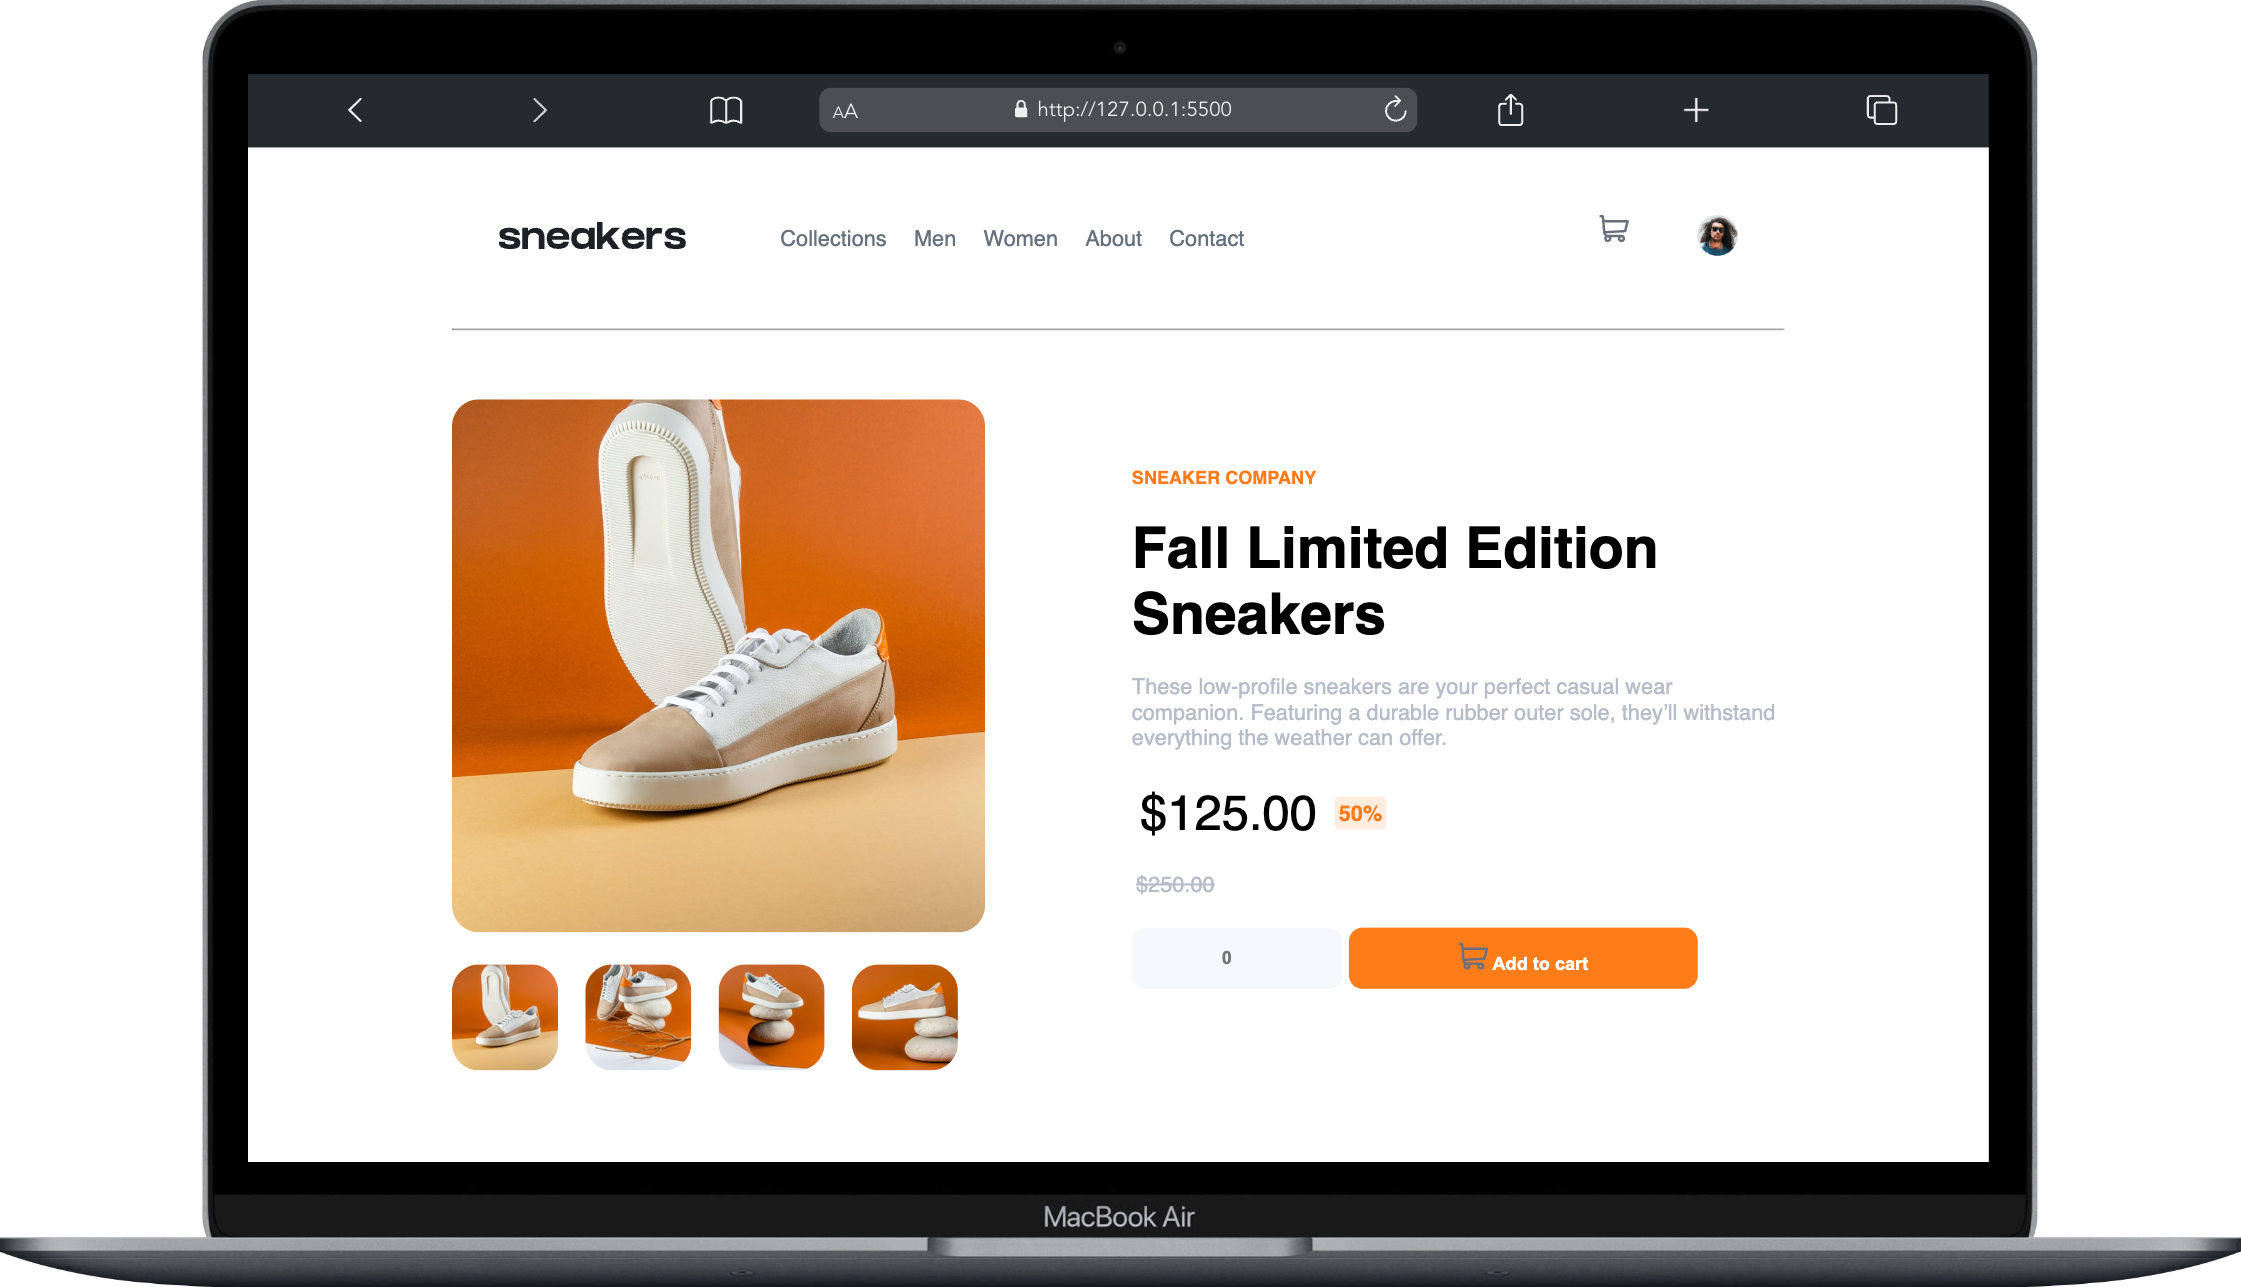 AA http://127.0.0.1:5500
sneakers Collections Men Women About Contact
SNEAKER COMPANY
Fall Limited Edition
Sneakers
These low-profile sneakers are your perfect casual wear
companion. Featuring a durable rubber outer sole, they’ll withstand
everything the weather can offer.
$125.00 50%
$250.00
0 Add to cart
MacBook Air